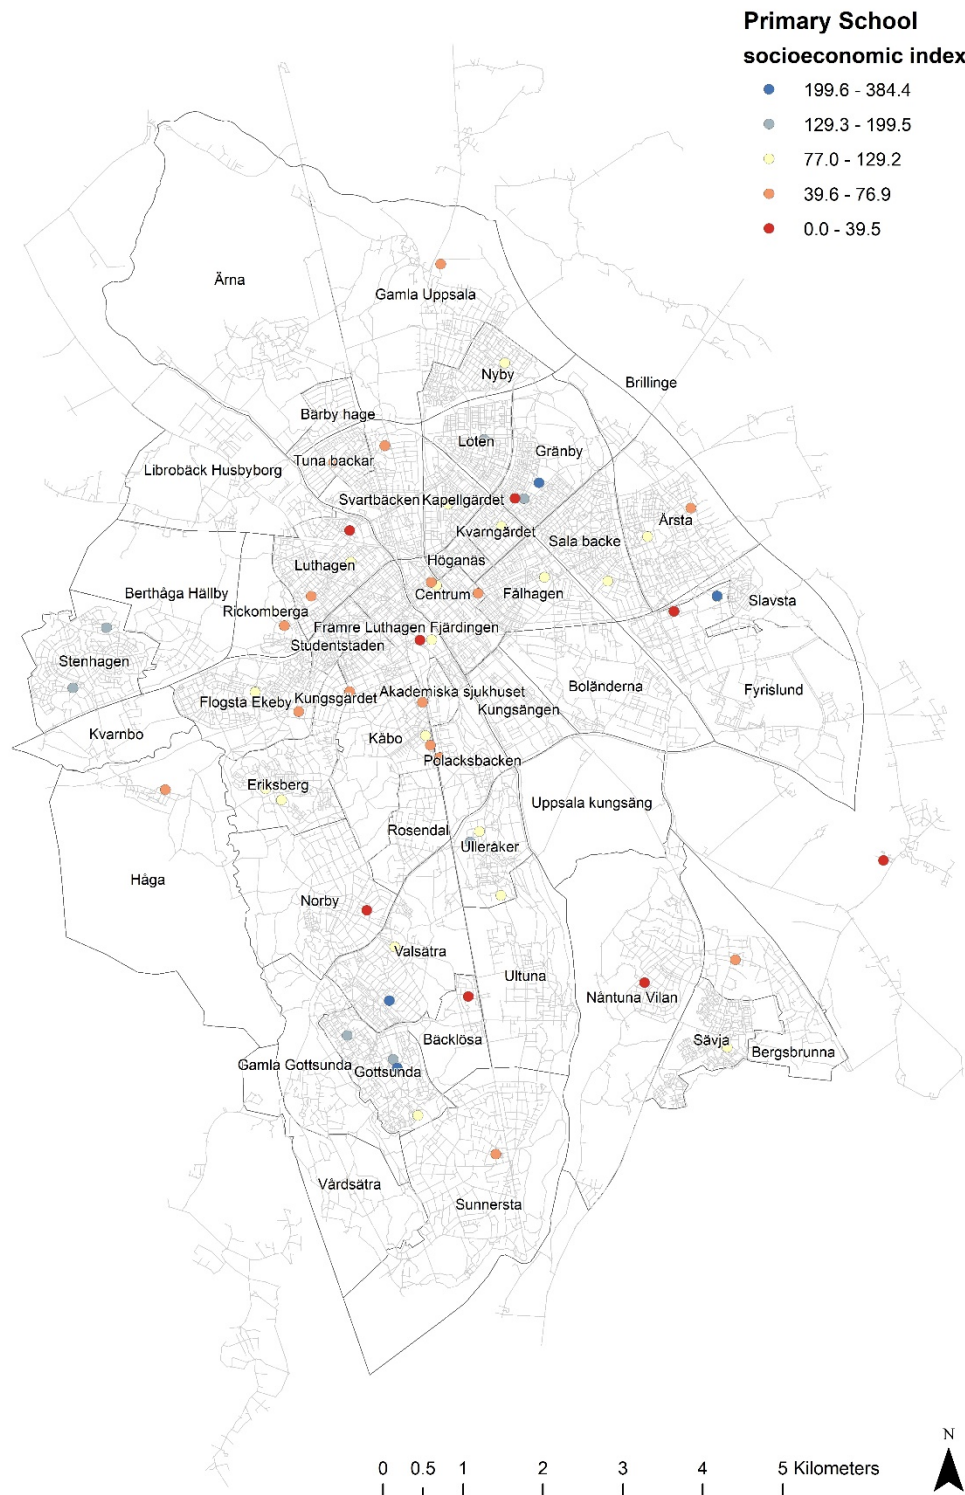 Primary School
socioeconomic index
199.6 - 384.4
129.3 - 199.5
77.0 - 129.2
39.6 - 76.9
0.0 - 39.5
Ärna
Gamla Uppsala
Nyby
Brillinge
Bärby hage
Löten
Gränby
Tuna backar
Librobäck Husbyborg
Svartbäcken Kapellgärdet
Ärsta
Kvarngärdet
Sala backe
Höganäs
Luthagen
Berthåga Hällby
Centrum
Fålhagen
Slavsta
Rickomberga
Främre Luthagen Fjärdingen
Studentstaden
Stenhagen
Boländerna
Fyrislund
Flogsta Ekeby
Kungsgärdet
Akademiska sjukhuset
Kungsängen
Kvarnbo
Kåbo
Polacksbacken
Eriksberg
Uppsala kungsäng
Rosendal
Ulleråker
Håga
Norby
Valsätra
Ultuna
Nåntuna Vilan
Bäcklösa
Sävja
Bergsbrunna
Gamla Gottsunda
Gottsunda
Vårdsätra
Sunnersta
N
0 0.5 1 2 3 4 5 Kilometers